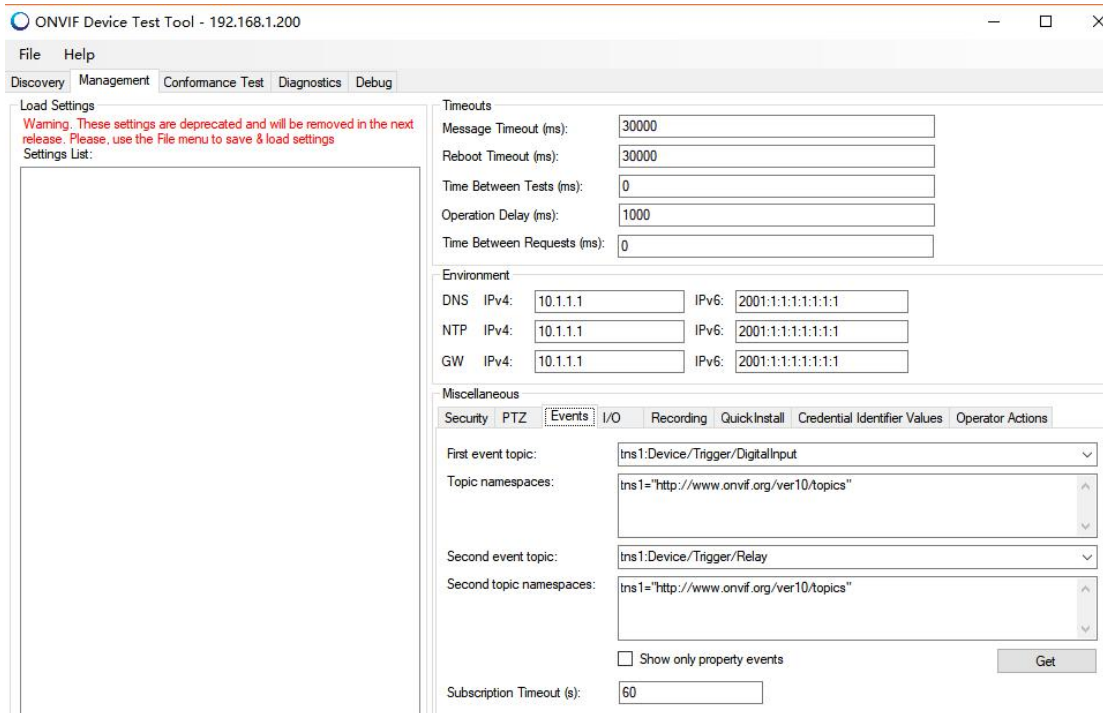 ONVIF Device Test Tool - 192.168.1.200
File Help
Discovery Management Conformance Test Diagnostics Debug
Load Settings
Warning. These settings are deprecated and will be removed in the next
release. Please, use the File menu to save & load settings
Settings List:
Timeouts
Message Timeout (ms): 30000
Reboot Timeout (ms): 30000
Time Between Tests (ms): 0
Operation Delay (ms): 1000
Time Between Requests (ms): 0
Environment
DNS IPv4: 10.1.1.1 IPv6: 2001:1:1:1:1:1:1:1
NTP IPv4: 10.1.1.1 IPv6: 2001:1:1:1:1:1:1:1
GW IPv4: 10.1.1.1 IPv6: 2001:1:1:1:1:1:1:1
Miscellaneous
Security PTZ Events I/O Recording QuickInstall Credential Identifier Values Operator Actions
First event topic: tns1:Device/Trigger/DigitalInput
Topic namespaces: tns1="http://www.onvif.org/ver10/topics"
Second event topic: tns1:Device/Trigger/Relay
Second topic namespaces: tns1="http://www.onvif.org/ver10/topics"
Show only property events Get
Subscription Timeout (s): 60